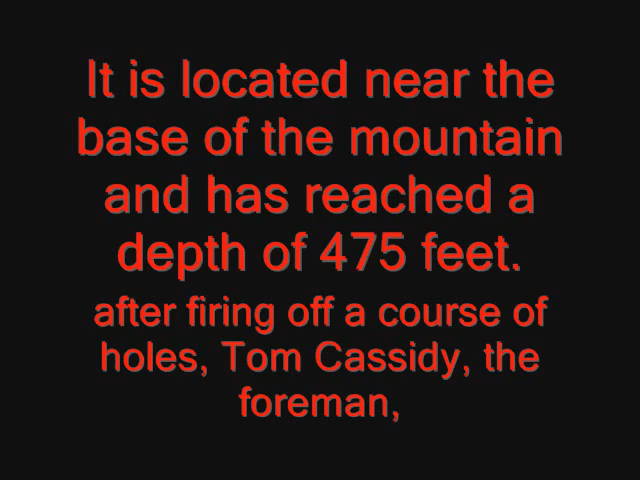 It is located near the
base of the mountain
and has reached a
depth of 475 feet.
after firing off a course of
holes, Tom Cassidy, the
foreman,